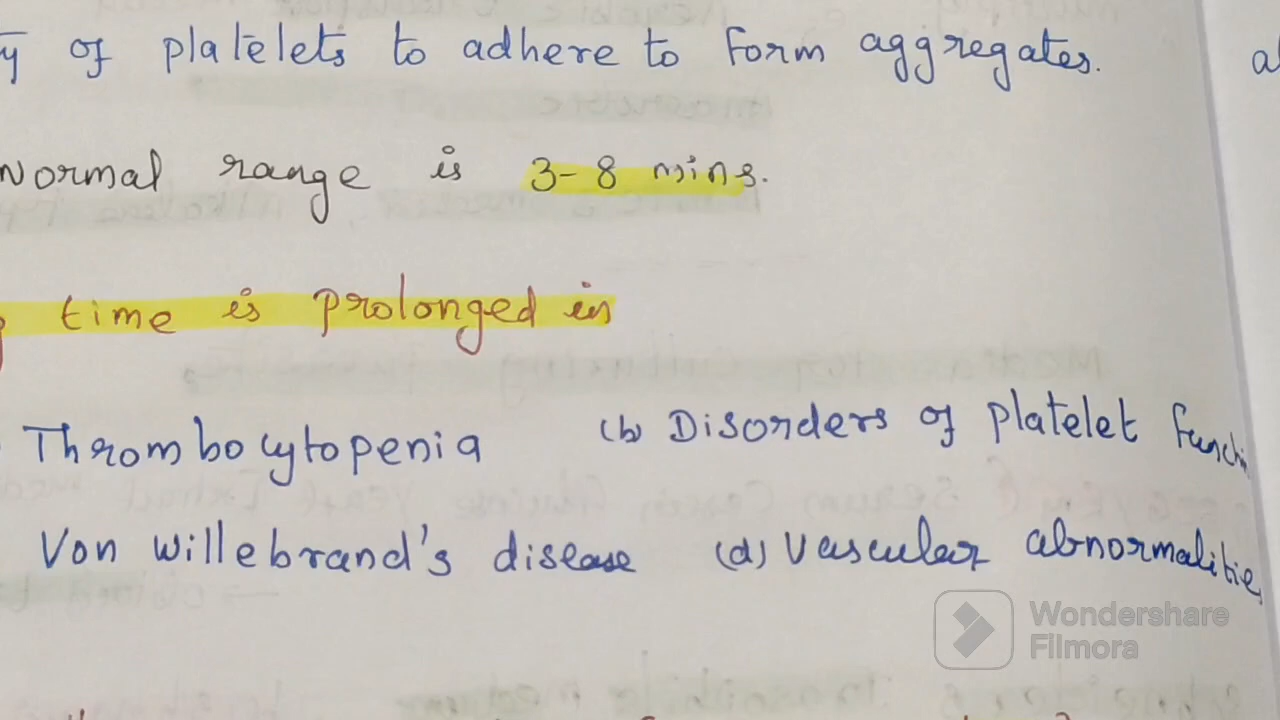 of platelets to adhere to form aggregates.
Normal range is 3-8 mins.
time is prolonged in
Thrombocytopenia (b) Disorders of platelet
Von Willebrand's disease (d) Vascular abnormalitie
Wondershare
Filmora